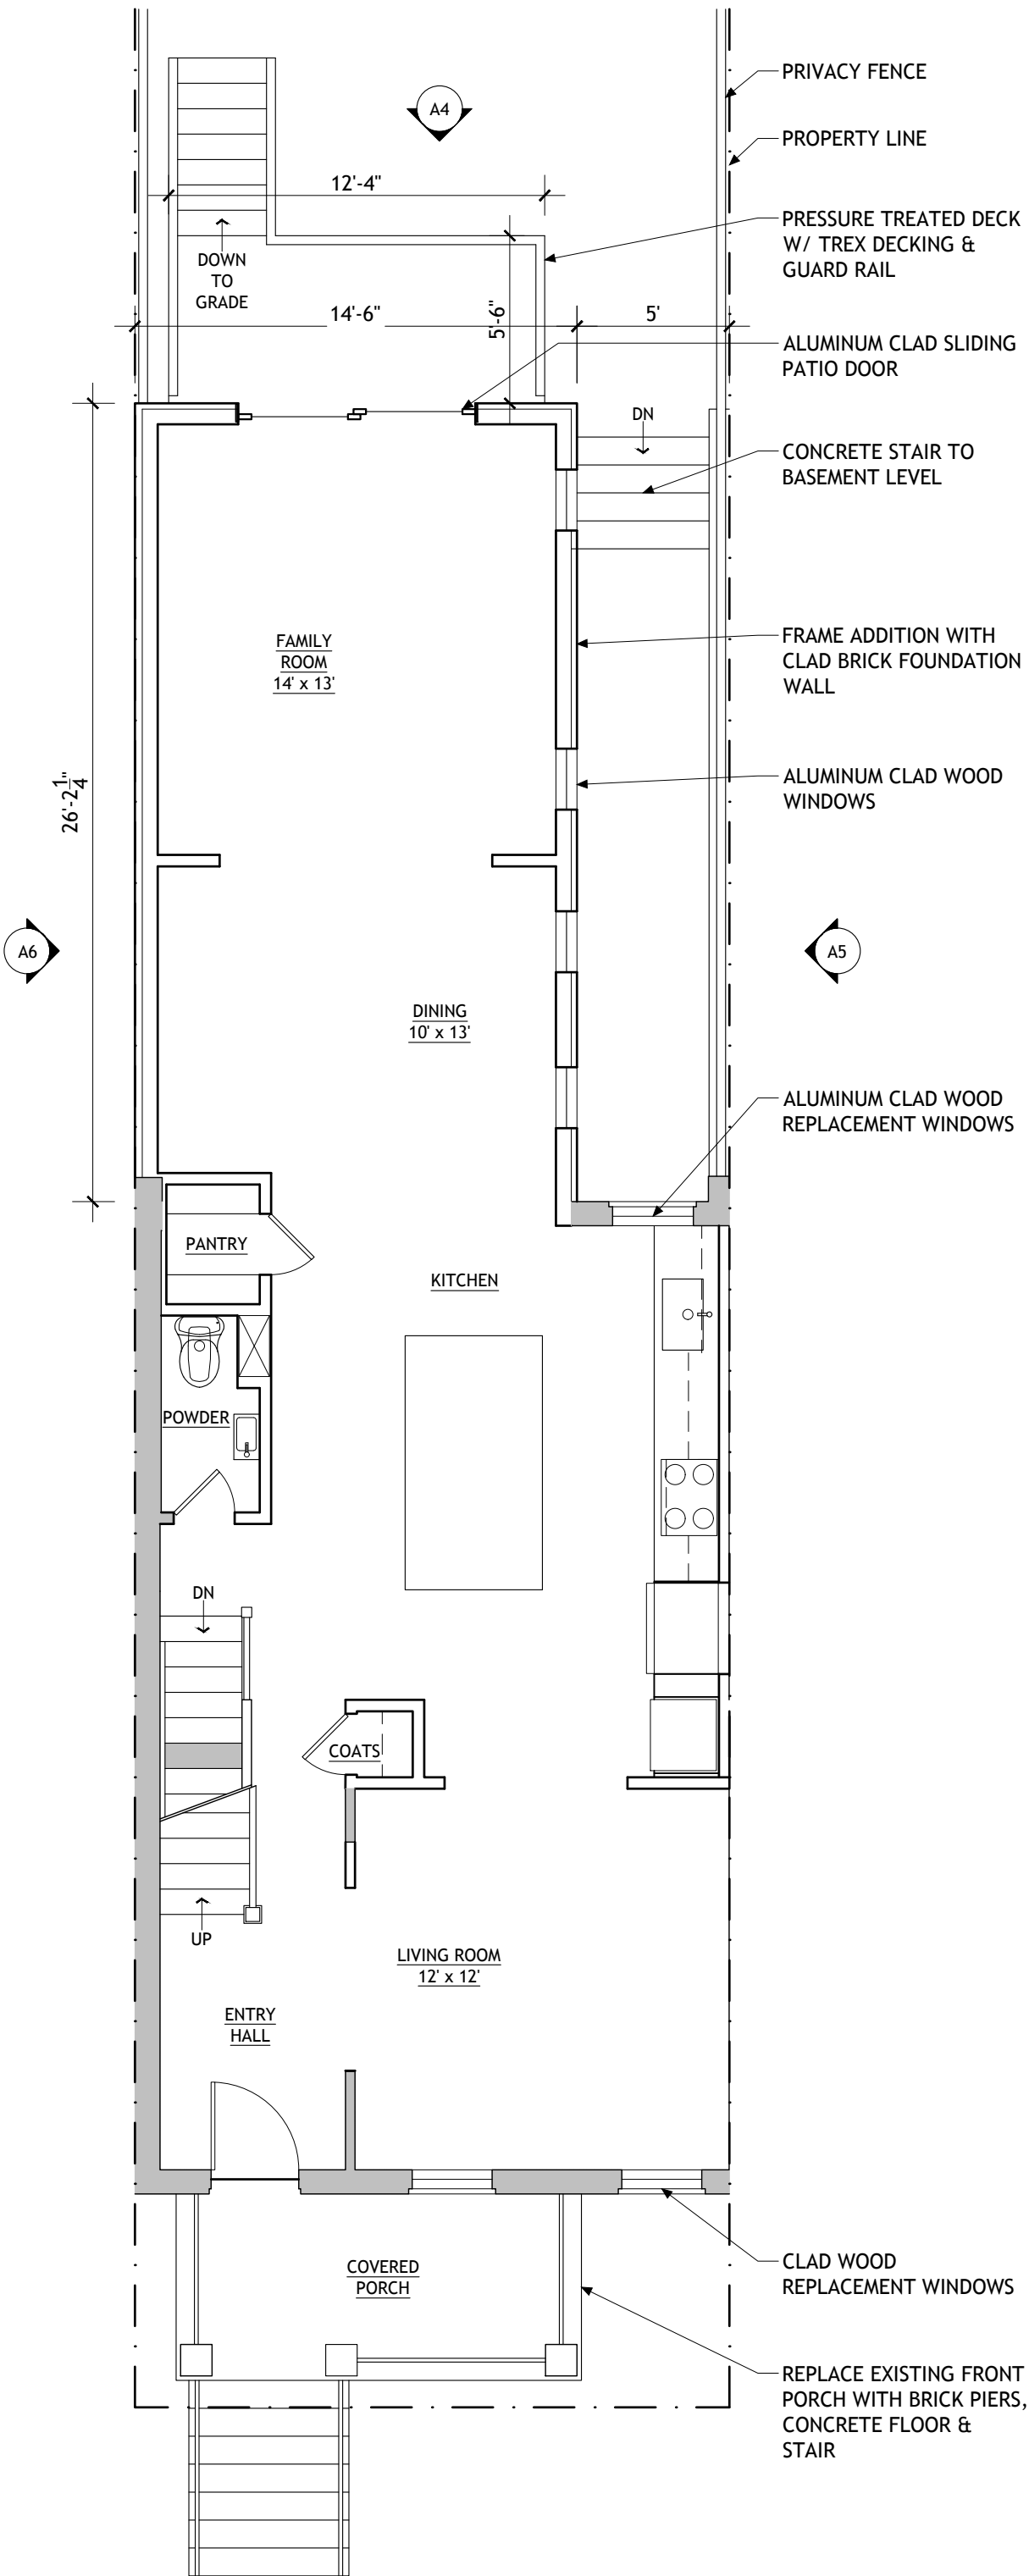 PRIVACY FENCE
A4
PROPERTY LINE
12'-4"
PRESSURE TREATED DECK
W/ TREX DECKING &
GUARD RAIL
DOWN
TO
GRADE
14'-6"
5'-6"
5'
ALUMINUM CLAD SLIDING
PATIO DOOR
DN
CONCRETE STAIR TO
BASEMENT LEVEL
FAMILY
ROOM
14' x 13'
FRAME ADDITION WITH
CLAD BRICK FOUNDATION
WALL
26'-2 1/4"
ALUMINUM CLAD WOOD
WINDOWS
A6
A5
DINING
10' x 13'
ALUMINUM CLAD WOOD
REPLACEMENT WINDOWS
PANTRY
KITCHEN
POWDER
DN
COATS
UP
LIVING ROOM
12' x 12'
ENTRY
HALL
COVERED
PORCH
CLAD WOOD
REPLACEMENT WINDOWS
REPLACE EXISTING FRONT
PORCH WITH BRICK PIERS,
CONCRETE FLOOR &
STAIR